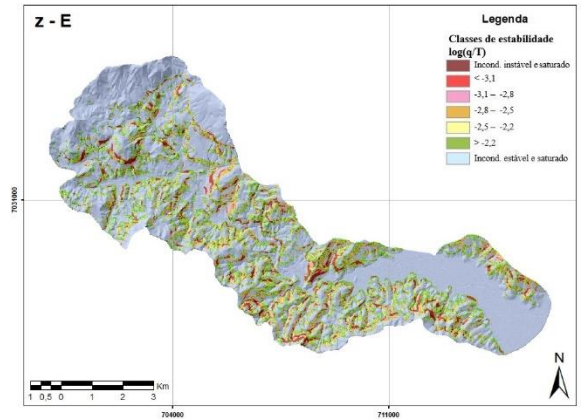 z - E
Legenda
Classes de estabilidade
log(q/T)
Incond. instável e saturado
< -3,1
-3,1 – -2,8
-2,8 – -2,5
-2,5 – -2,2
> -2,2
Incond. estável e saturado
7031000
N
Km
1 0,5 0 1 2 3
704000 711000